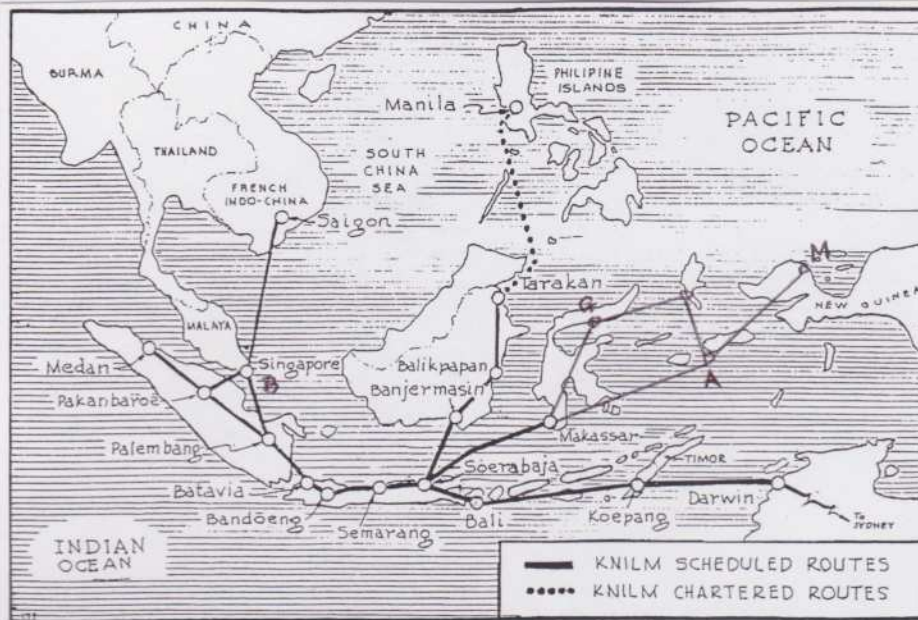 CHINA
BURMA
THAILAND
FRENCH
INDO-CHINA
Saigon
SOUTH
CHINA
SEA
Manila
PHILIPINE
ISLANDS
PACIFIC
OCEAN
MALAYA
Medan
Pakanbaroe
Palembang
Singapore
B
Tarakan
Balikpapan
Banjermasin
G
M
NEW GUINEA
A
Makassar
Batavia
Bandoeng
Semarang
Soerabaja
Bali
TIMOR
Koepang
Darwin
To
SYDNEY
INDIAN
OCEAN
KNILM SCHEDULED ROUTES
KNILM CHARTERED ROUTES